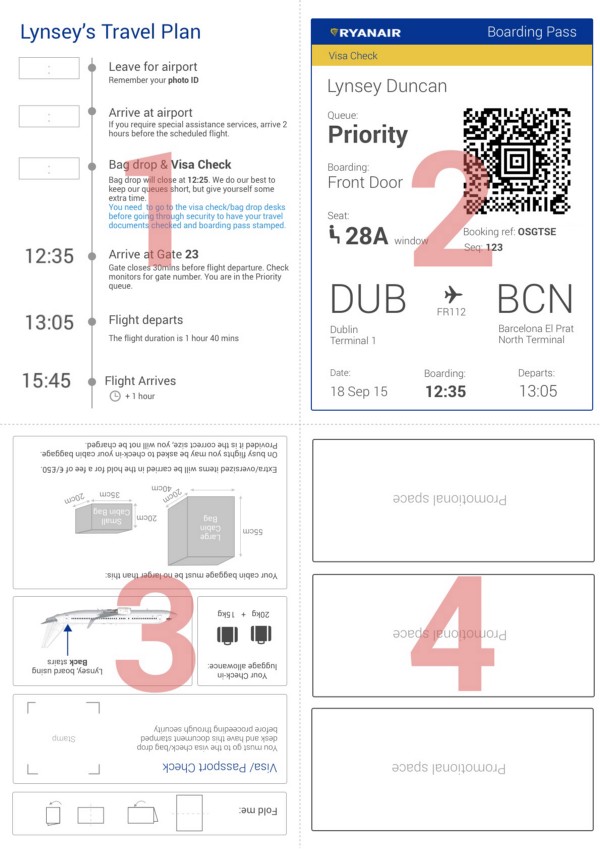 Lynsey's Travel Plan
:
Leave for airport
Remember your photo ID
:
Arrive at airport
If you require special assistance services, arrive 2
hours before the scheduled flight.
:
Bag drop & Visa Check
Bag drop will close at 12:25. We do our best to
keep our queues short, but give yourself some
extra time.
You need to go to the visa check/bag drop desks
before going through security to have your travel
documents checked and boarding pass stamped.
12:35
Arrive at Gate 23
Gate closes 30mins before flight departure. Check
monitors for gate number. You are in the Priority
queue.
13:05
Flight departs
The flight duration is 1 hour 40 mins
15:45
Flight Arrives
+ 1 hour
1
RYANAIR
Boarding Pass
Visa Check
Lynsey Duncan
Queue:
Priority
Boarding:
Front Door
Seat:
28A window
Booking ref: OSGTSE
Seq: 123
DUB
FR112
BCN
Dublin
Terminal 1
Barcelona El Prat
North Terminal
Date:
18 Sep 15
Boarding:
12:35
Departs:
13:05
2
Fold me:
Visa/ Passport Check
You must go to the visa check/bag drop
desk and have this document stamped
before proceeding through security
Stamp
Your Check-in
luggage allowance:
20kg + 15kg
Lynsey, board using
Back stairs
Your cabin baggage must be no larger than this:
Large
Cabin
Bag
55cm
40cm
20cm
Small
Cabin Bag
20cm
35cm
20cm
Extra/oversized items will be carried in the hold for a fee of €/£50.
On busy flights you may be asked to check-in your cabin baggage.
Provided it is the correct size, you will not be charged.
3
Promotional space
Promotional space
Promotional space
4